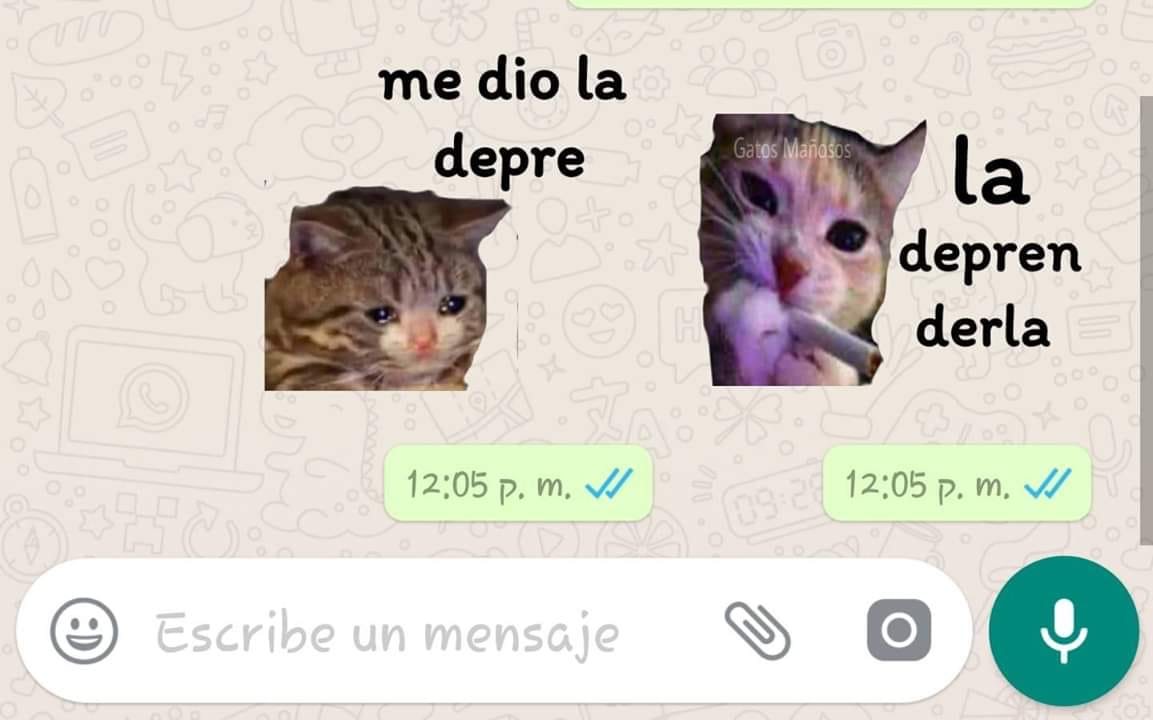 me dio la
depre
Gatos Mañosos
la
depren
derla
12:05 p. m.
12:05 p. m.
Escribe un mensaje